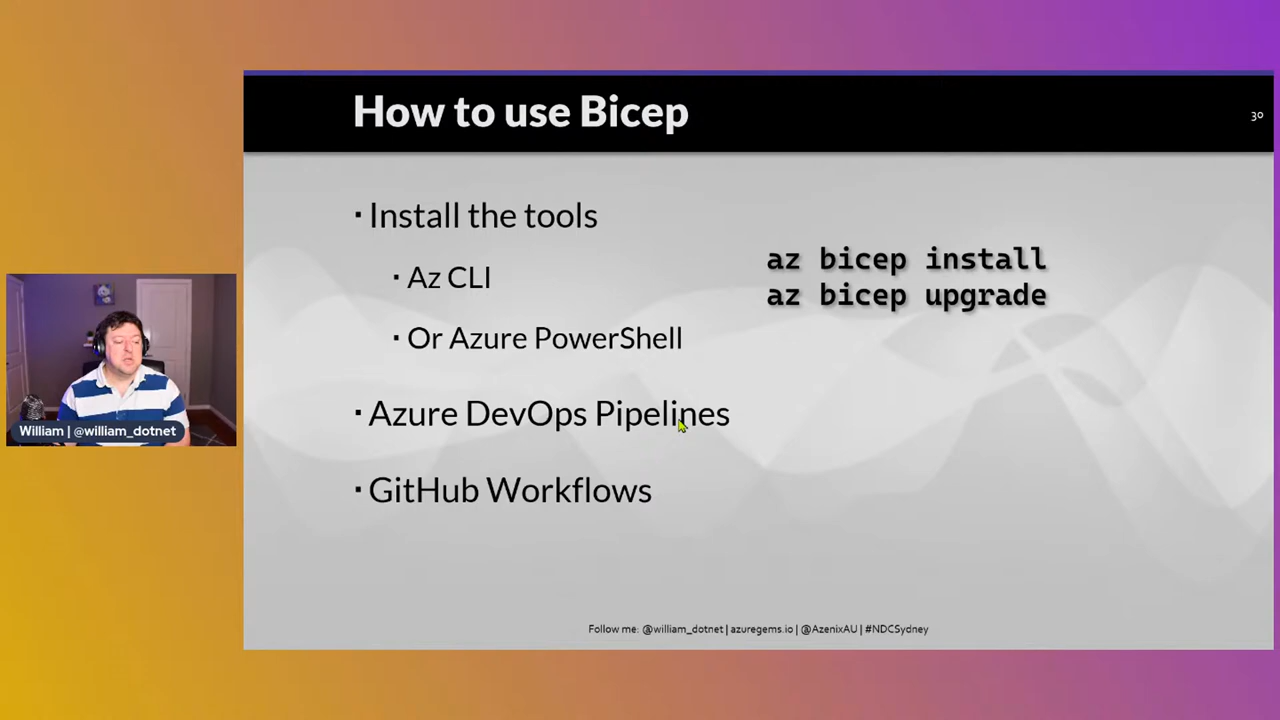 How to use Bicep
30
▪ Install the tools
▪ Az CLI
▪ Or Azure PowerShell
▪ Azure DevOps Pipelines
▪ GitHub Workflows
az bicep install
az bicep upgrade
William | @william_dotnet
Follow me: @william_dotnet | azuregems.io | @AzenixAU | #NDCSydney